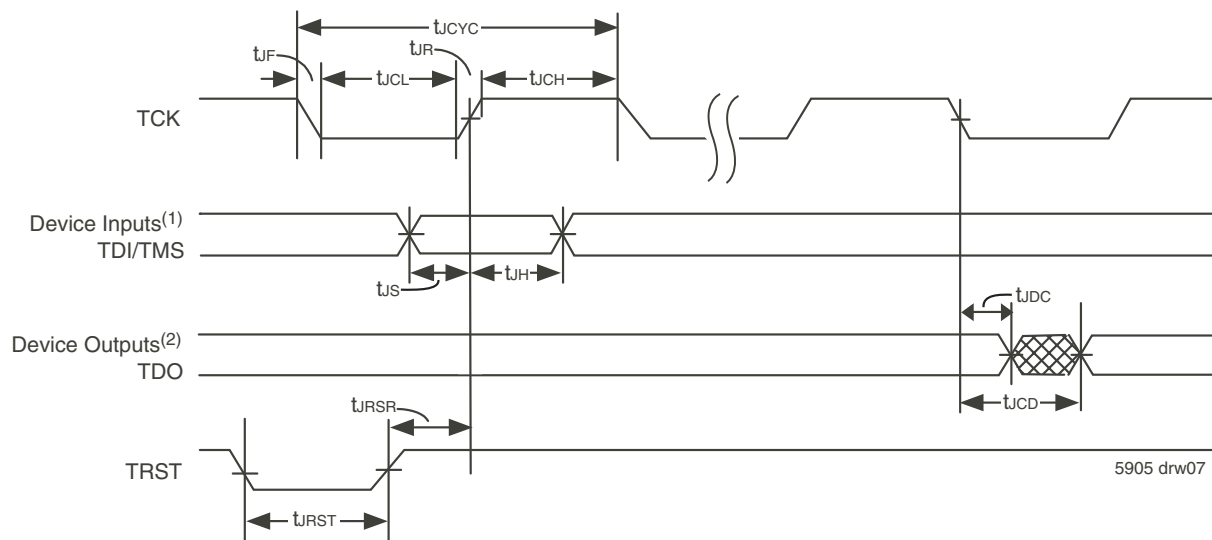 tJCYC
tJF
tJR
tJCL
tJCH
TCK
Device Inputs(1)
TDI/TMS
tJS
tJH
tJDC
Device Outputs(2)
TDO
tJCD
tJRSR
TRST
5905 drw07
tJRST